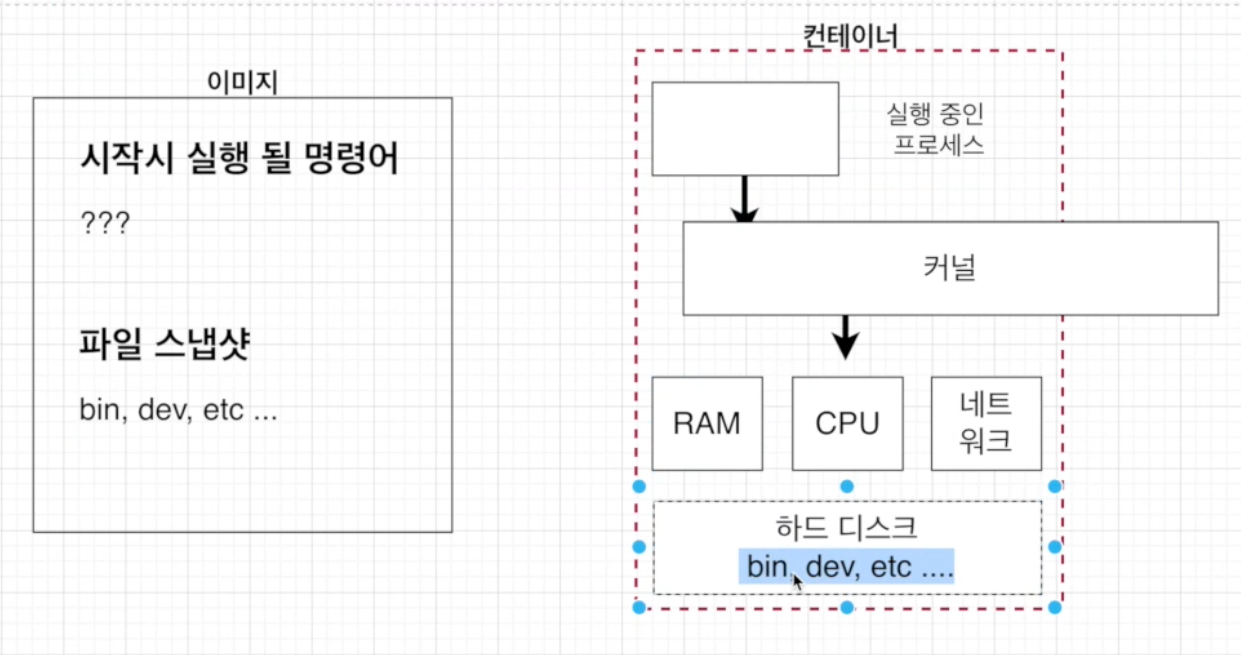 이미지
시작시 실행 될 명령어
???
파일 스냅샷
bin, dev, etc ...
컨테이너
실행 중인
프로세스
커널
RAM
CPU
네트
워크
하드 디스크
bin, dev, etc ....